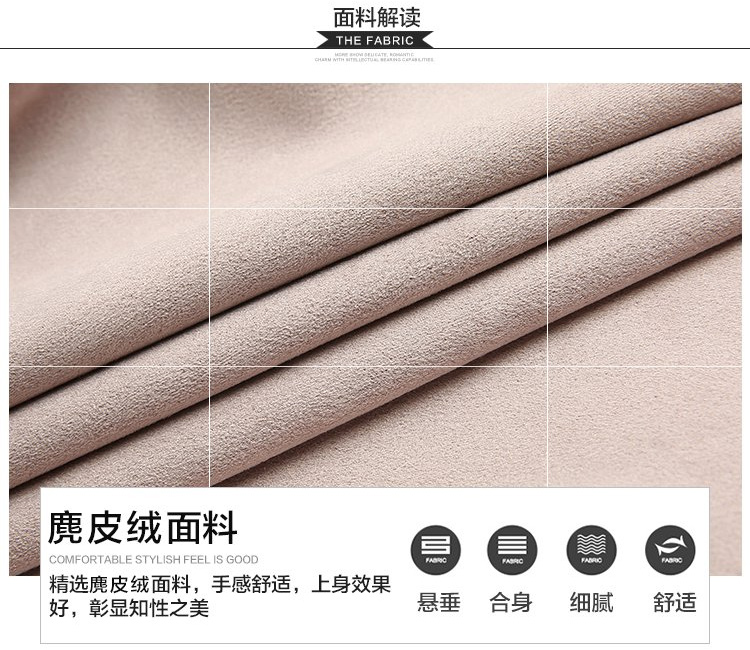 面料解读
THE FABRIC
MORE SHOW DELICATE, ROMANTIC
CHARM WITH INTELLECTUAL BEARING CAPABILITIES
麂皮绒面料
COMFORTABLE STYLISH FEEL IS GOOD
精选麂皮绒面料，手感舒适，上身效果
好，彰显知性之美
FABRIC FABRIC FABRIC FABRIC
悬垂 合身 细腻 舒适